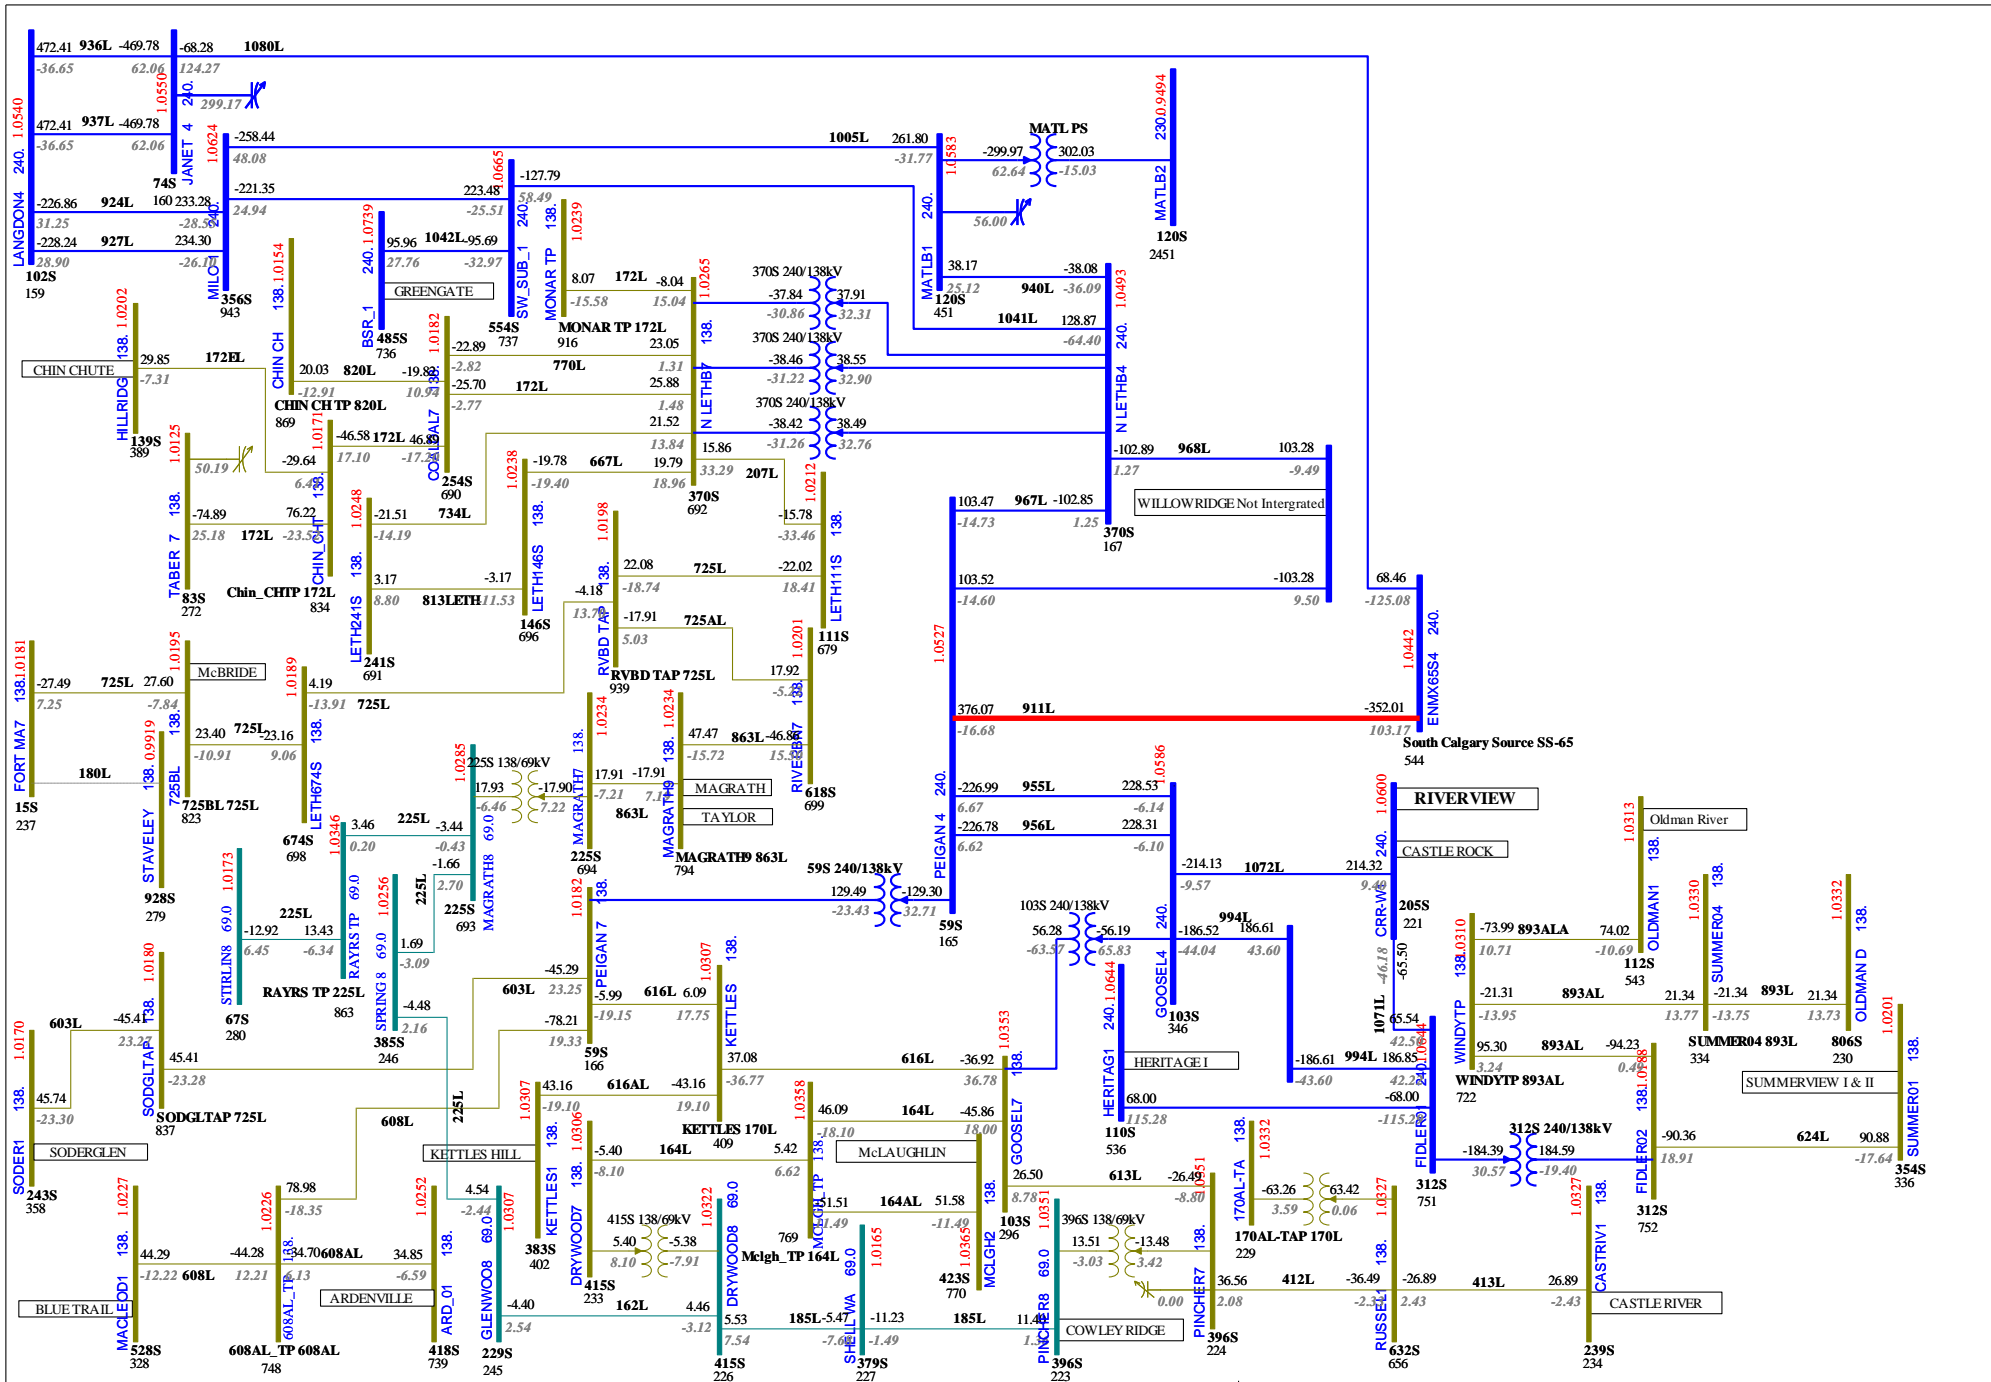 472.41 936L -469.78 -68.28 1080L
-36.65 62.06 124.27
LANGDON4 240. 1.0540
JANET 4 240. 1.0550
299.17
472.41 937L -469.78
-36.65 62.06
74S
160
-226.86 924L 233.28
31.25
-228.24 927L 234.30
28.90 -26.10
102S
159
MILO 1 240. 1.0624
-258.44 1005L 261.80
48.08 -31.77
-221.35 223.48
24.94 -25.51
356S
943
1.0665
SW_SUB_1 240.
-127.79
58.49
554S
737
BSR_1 240. 1.0739
95.96 1042L -95.69
27.76 -32.97
GREENGATE
485S
736
MONAR TP 138. 1.0239
8.07 172L -8.04
-15.58 15.04
MONAR TP 172L
916
MATL PS
-299.97 302.03
62.64 -15.03
MATLB1 240. 1.0583
56.00
38.17 940L -38.08
25.12 -36.09
120S
451
MATLB2 230. 0.9494
120S
2451
1041L 128.87
-64.40
N LETHB4 240. 1.0493
370S
167
370S 240/138kV
-37.84 37.91
-30.86 32.31
370S 240/138kV
-38.46 38.55
-31.22 32.90
370S 240/138kV
-38.42 38.49
-31.26 32.76
-102.89 968L 103.28
1.27 -9.49
WILLOWRIDGE Not Intergrated
103.47 967L -102.85
-14.73 1.25
103.52 -103.28
-14.60 9.50
68.46
-125.08
ENMX65S4 240. 1.0442
376.07 911L -352.01
-16.68 103.17
South Calgary Source SS-65
544
PEIGAN 4 240. 1.0527
59S
165
HILLRIDG 138. 1.0202
CHIN CHUTE
29.85 172EL
-7.31
139S
389
CHIN CH 138. 1.0154
20.03 820L
-12.91 10.94
CHIN CH TP 820L
869
COALDAL7 138. 1.0182
-22.89 770L 23.05
-2.82 1.31
-25.70 172L 25.88
-2.77 1.48
254S
690
N LETHB7 138. 1.0265
21.52
13.84
15.86
33.29
207L
370S
692
TABER 7 138. 1.0125
50.19
-74.89 172L 76.22
25.18
83S
272
CHIN_CHT 138. 1.0171
-46.58 172L
17.10
-29.64
Chin_CHTP 172L
834
LETH241S 138. 1.0248
-21.51 734L
-14.19
3.17 813LETH -3.17
8.80 -11.53
241S
691
LETH146S 138. 1.0238
-19.78 667L 19.79
-19.40 18.96
146S
696
LETH111S 138. 1.0212
-15.78
-33.46
22.08 725L -22.02
-18.74 18.41
111S
679
RVBD TAP 138. 1.0198
-4.18
-17.91 725AL 17.92
5.03
RVBD TAP 725L
939
RIVERBN7 138. 1.0201
618S
699
FORT MA7 138. 1.0181
-27.49 725L 27.60
7.25 -7.84
180L
15S
237
STAVELEY 138. 0.9919
928S
279
725BL 138. 1.0195
McBRIDE
23.40 725L -23.16
-10.91 9.06
725BL 725L
823
LETH674S 138. 1.0189
4.19 725L
-13.91
674S
698
MAGRATH8 69.0 1.0285
225S 138/69kV
17.93 -17.90
-6.46 7.22
225S
693
MAGRATH7 138. 1.0234
17.91 863L -17.91
-7.21
225S
694
MAGRATH9 138. 1.0234
47.47 863L -46.86
-15.72
MAGRATH
TAYLOR
MAGRATH9 863L
794
RAYRS TP 69.0 1.0346
3.46 225L -3.44
0.20 -0.43
-1.66
2.70
225L
RAYRS TP 225L
863
STIRLIN8 69.0 1.0173
-12.92 225L 13.43
6.45 -6.34
67S
280
SPRING 8 69.0 1.0256
1.69
-3.09
-4.48
2.16
385S
246
PEIGAN 7 138. 1.0182
59S 240/138kV
129.49 -129.30
-23.43 32.71
-45.29 603L
23.25
-5.99 616L 6.09
-19.15 17.75
-78.21
19.33
59S
166
-226.99 955L 228.53
6.67 -6.14
-226.78 956L 228.31
6.62 -6.10
GOOSEL4 240. 1.0586
-214.13 1072L 214.32
-9.57
-186.52 994L 186.61
-44.04 43.60
103S
346
103S 240/138kV
56.28 -56.19
65.83
RIVERVIEW
CASTLE ROCK
CRR-W 240. 1.0600
205S
221
-46.18
-65.50
1071L
65.54
-186.61 994L 186.85
-43.60
HERITAG1 240. 1.0644
HERITAGE I
68.00 -68.00
115.28
110S
536
FIDLER01 240. 1.0644
312S
751
312S 240/138kV
-184.39 184.59
30.57 -19.40
FIDLER02 138. 1.0188
312S
752
OLDMAN1 138. 1.0313
Oldman River
-73.99 893ALA 74.02
10.71 -10.69
112S
543
WINDYTP 138. 1.0310
-21.31 893AL 21.34
-13.95 13.77
95.30 893AL -94.23
3.24
WINDYTP 893AL
722
SUMMER04 138. 1.0330
-21.34 893L 21.34
-13.75 13.73
SUMMER04 893L
334
OLDMAN D 138. 1.0332
806S
230
SUMMERVIEW I & II
SUMMER01 138. 1.0201
-90.36 624L 90.88
18.91 -17.64
354S
336
SODGLTAP 138. 1.0180
603L -45.41
45.41
-23.28
SODGLTAP 725L
837
SODER1 138. 1.0170
45.74
-23.30
SODERGLEN
243S
358
KETTLES 138. 1.0307
37.08 616L -36.92
-36.77 36.78
KETTLES 170L
409
KETTLES1 138. 1.0307
43.16 616AL -43.16
-19.10 19.10
KETTLES HILL
383S
402
608L
225L
DRYWOOD7 138. 1.0306
-5.40 164L 5.42
-8.10 6.62
415S 138/69kV
5.40 -5.38
8.10 -7.91
415S
233
MCLGH_TP 138. 1.0358
46.09 164L -45.86
-18.10 18.00
164AL 51.58
-11.49
769
Mclgh_TP 164L
McLAUGHLIN
MCLGH2 138. 1.0365
423S
770
GOOSEL7 138. 1.0353
26.50 613L -26.49
8.78
103S
296
170AL-TA 138. 1.0332
-63.26 63.42
3.59 0.06
170AL-TAP 170L
229
MACLEOD1 138. 1.0227
44.29 608L -44.28
-12.22 12.21
BLUE TRAIL
528S
328
608AL_TP 138. 1.0226
78.98
-18.35
-34.70 608AL 34.85
-6.59
608AL_TP 608AL
748
ARD_01 138. 1.0252
ARDENVILLE
418S
739
GLENWOO8 69.0 1.0307
4.54
-2.44
-4.40 162L 4.46
2.54 -3.12
229S
245
DRYWOOD8 69.0 1.0322
5.53 185L -5.47
7.54
415S
226
SHELL WA 69.0 1.0165
-11.23 185L
-1.49
379S
227
PINCHER8 69.0 1.0351
396S 138/69kV
13.51 -13.48
-3.03 3.42
COWLEY RIDGE
396S
223
PINCHER7 138. 1.0351
0.00
36.56 412L -36.49
2.08
396S
224
RUSSEL1 138. 1.0327
-26.89 413L 26.89
2.43 -2.43
632S
656
CASTRIV1 138. 1.0327
CASTLE RIVER
239S
234